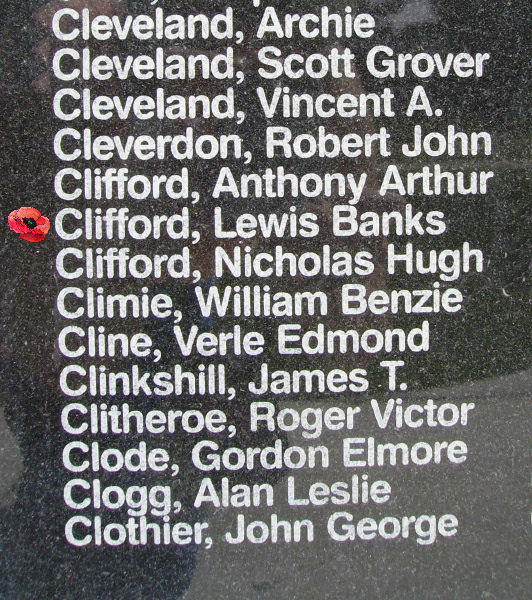 Cleveland, Archie
Cleveland, Scott Grover
Cleveland, Vincent A.
Cleverdon, Robert John
Clifford, Anthony Arthur
Clifford, Lewis Banks
Clifford, Nicholas Hugh
Climie, William Benzie
Cline, Verle Edmond
Clinkshill, James T.
Clitheroe, Roger Victor
Clode, Gordon Elmore
Clogg, Alan Leslie
Clothier, John George